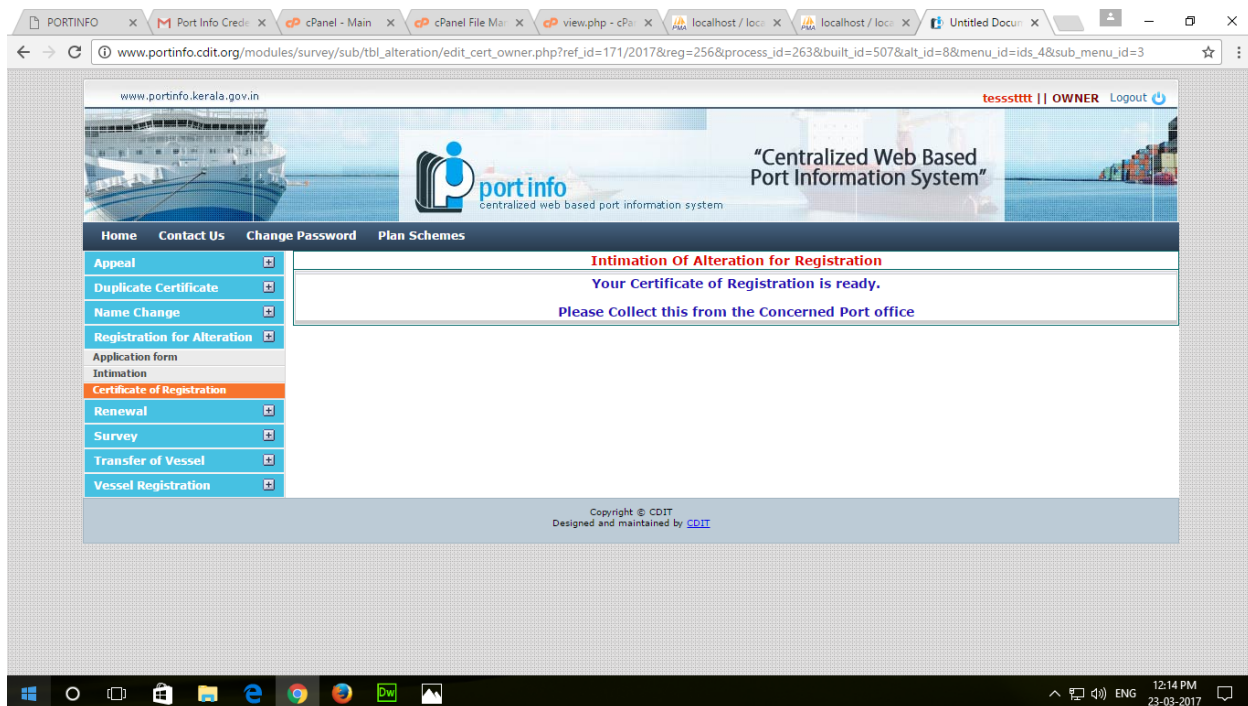 PORTINFO
Port Info Crede
cPanel - Main
cPanel File Mar
view.php - cPa
localhost / loca
localhost / loca
Untitled Docun
www.portinfo.cdit.org/modules/survey/sub/tbl_alteration/edit_cert_owner.php?ref_id=171/2017&reg=256&process_id=263&built_id=507&alt_id=8&menu_id=ids_4&sub_menu_id=3
www.portinfo.kerala.gov.in
tesssttttt || OWNER Logout
port info
centralized web based port information system
"Centralized Web Based
Port Information System"
Home Contact Us Change Password Plan Schemes
Appeal
Duplicate Certificate
Name Change
Registration for Alteration
Application form
Intimation
Certificate of Registration
Renewal
Survey
Transfer of Vessel
Vessel Registration
Intimation Of Alteration for Registration
Your Certificate of Registration is ready.
Please Collect this from the Concerned Port office
Copyright © CDIT
Designed and maintained by CDIT
Dw
ENG
12:14 PM
23-03-2017